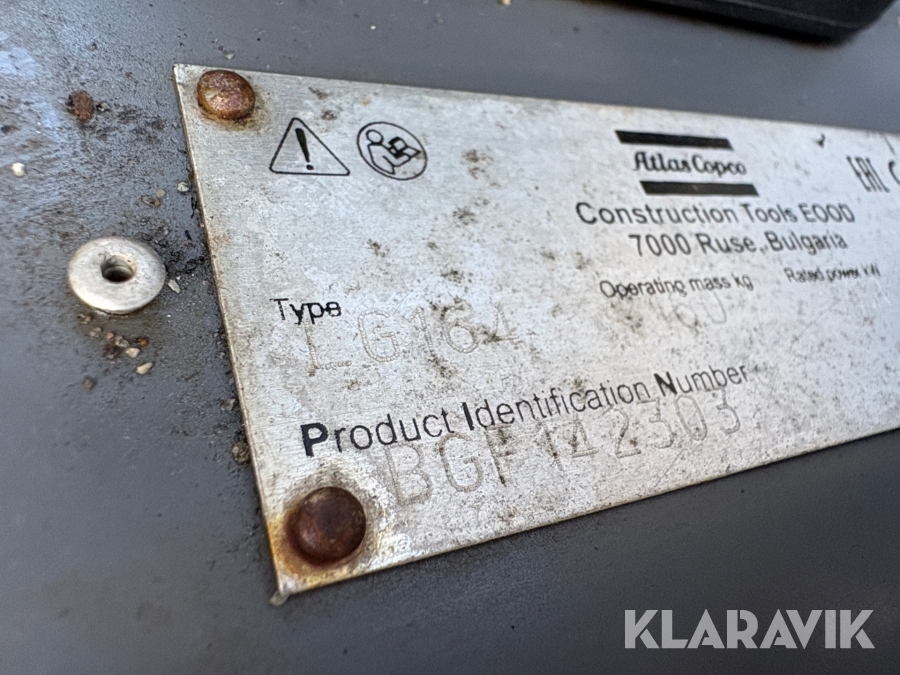 Atlas Copco
Construction Tools EOOD
7000 Ruse, Bulgaria
EAC
Operating mass kg
Rated power kW
Type
LG164
Product Identification Number
BGF142303
KLARAVIK